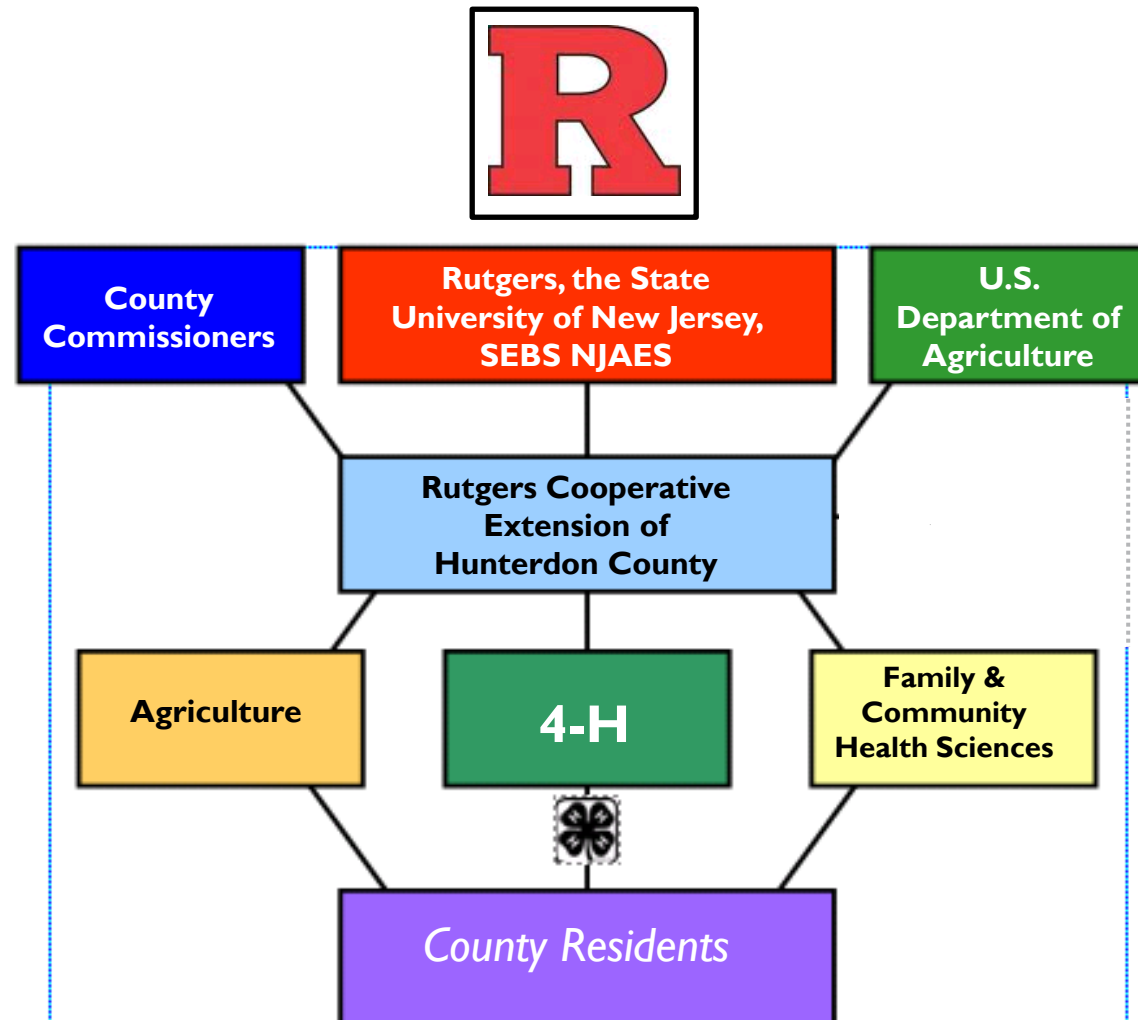 R
County
Commissioners
Rutgers, the State
University of New Jersey,
SEBS NJAES
U.S.
Department of
Agriculture
Rutgers Cooperative
Extension of
Hunterdon County
Agriculture
4-H
Family &
Community
Health Sciences
County Residents